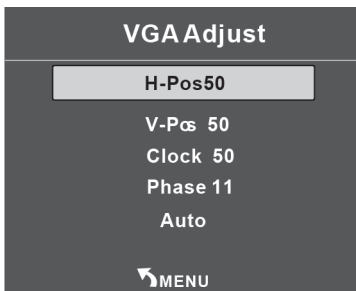 VGA Adjust
H-Pos50
V-Pos 50
Clock 50
Phase 11
Auto
MENU